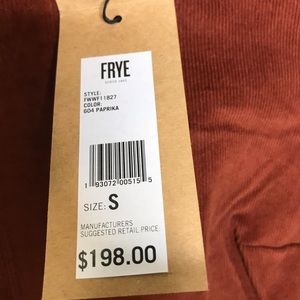 FRYE
SINCE 1863
STYLE:
FWWF11827
COLOR:
604 PAPRIKA
1 93072 00515 5
SIZE: S
MANUFACTURERS
SUGGESTED RETAIL PRICE
$198.00